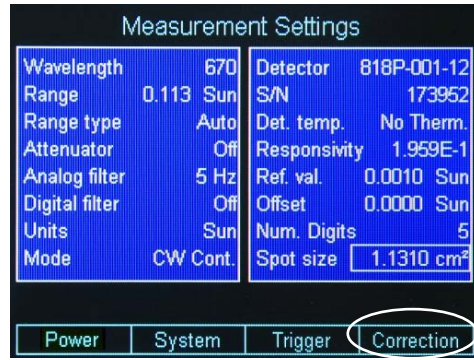 Measurement Settings
Wavelength 670
Range 0.113 Sun
Range type Auto
Attenuator Off
Analog filter 5 Hz
Digital filter Off
Units Sun
Mode CW Cont.
Detector 818P-001-12
S/N 173952
Det. temp. No Therm.
Responsivity 1.959E-1
Ref. val. 0.0010 Sun
Offset 0.0000 Sun
Num. Digits 5
Spot size 1.1310 cm²
Power System Trigger Correction